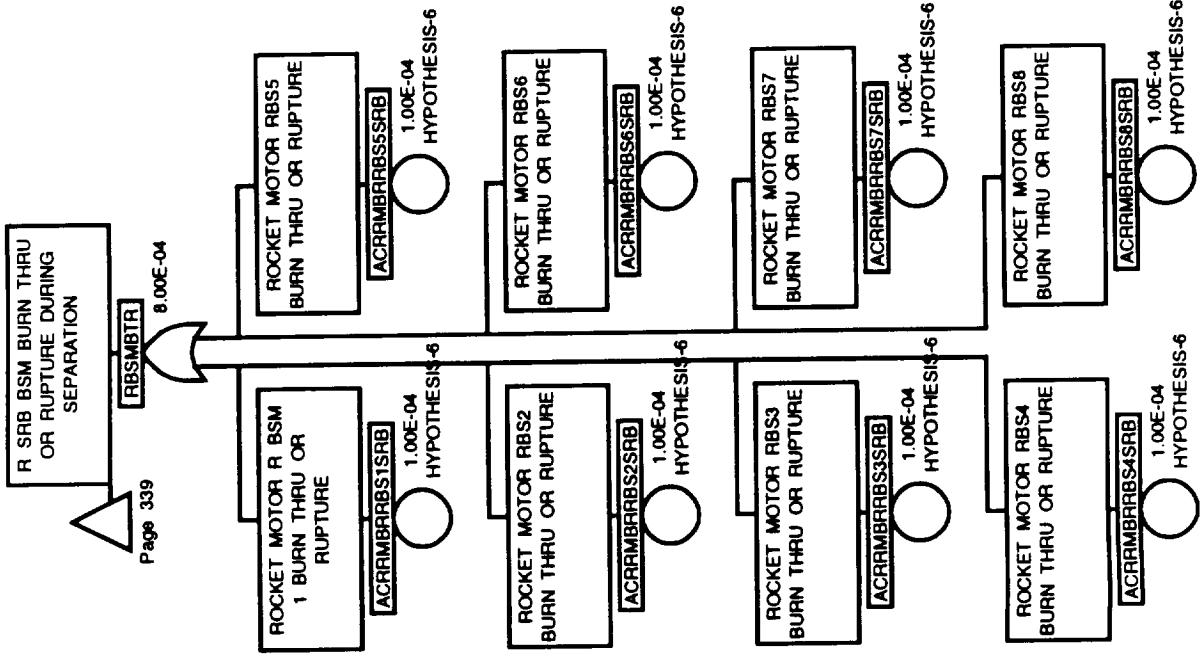 R SRB BSM BURN THRU
OR RUPTURE DURING
SEPARATION
Page 339
RBSMBTR
8.00E-04
ROCKET MOTOR R BSM
1 BURN THRU OR
RUPTURE
ACRRMBRRBS1SRB
1.00E-04
HYPOTHESIS-6
ROCKET MOTOR RBS5
BURN THRU OR RUPTURE
ACRRMBRRBS5SRB
1.00E-04
HYPOTHESIS-6
ROCKET MOTOR RBS2
BURN THRU OR RUPTURE
ACRRMBRRBS2SRB
1.00E-04
HYPOTHESIS-6
ROCKET MOTOR RBS6
BURN THRU OR RUPTURE
ACRRMBRRBS6SRB
1.00E-04
HYPOTHESIS-6
ROCKET MOTOR RBS3
BURN THRU OR RUPTURE
ACRRMBRRBS3SRB
1.00E-04
HYPOTHESIS-6
ROCKET MOTOR RBS7
BURN THRU OR RUPTURE
ACRRMBRRBS7SRB
1.00E-04
HYPOTHESIS-6
ROCKET MOTOR RBS4
BURN THRU OR RUPTURE
ACRRMBRRBS4SRB
1.00E-04
HYPOTHESIS-6
ROCKET MOTOR RBS8
BURN THRU OR RUPTURE
ACRRMBRRBS8SRB
1.00E-04
HYPOTHESIS-6